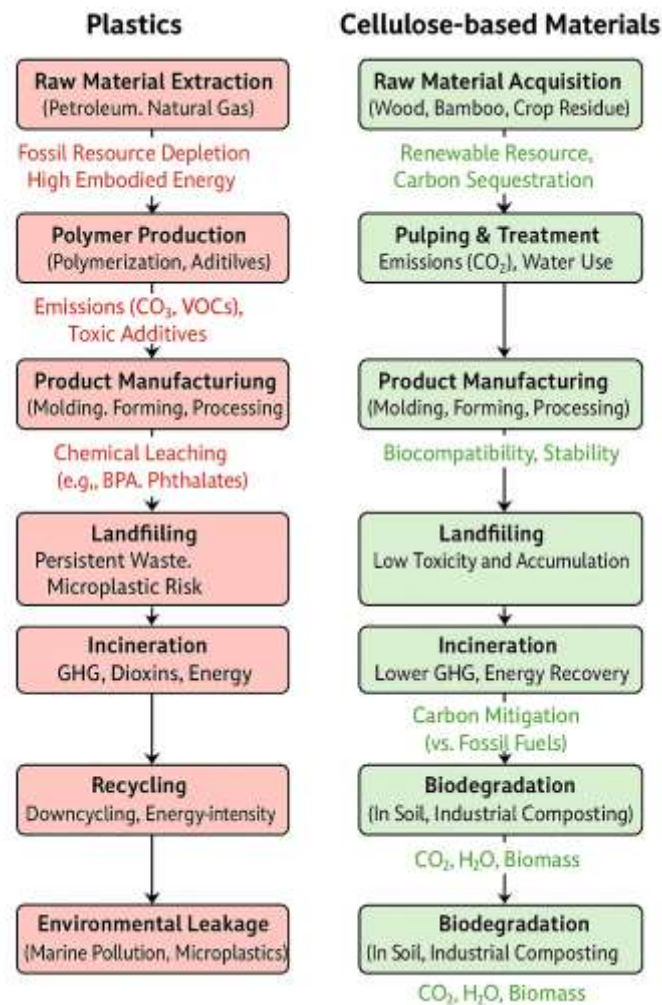 Plastics
Raw Material Extraction
(Petroleum. Natural Gas)
Fossil Resource Depletion
High Embodied Energy
Polymer Production
(Polymerization, Aditilves)
Emissions (CO₃, VOCs),
Toxic Additives
Product Manufacturiung
(Molding. Forming, Processing
Chemical Leaching
(e.g,, BPA. Phthalates)
Landfiiling
Persistent Waste.
Microplastic Risk
Incineration
GHG, Dioxins, Energy
Recycling
Downcycling, Energy-intensity
Environmental Leakage
(Marine Pollution, Microplastics)
Cellulose-based Materials
Raw Material Acquisition
(Wood, Bamboo, Crop Residue)
Renewable Resource,
Carbon Sequestration
Pulping & Treatment
Emissions (CO₂), Water Use
Product Manufacturing
(Molding, Forming, Processing)
Biocompatibility, Stability
Landfiiling
Low Toxicity and Accumulation
Incineration
Lower GHG, Energy Recovery
Carbon Mitigation
(vs. Fossil Fuels)
Biodegradation
(In Soil, Industrial Composting)
CO₂, H₂O, Biomass
Biodegradation
(In Soil, Industrial Composting
CO₂, H₂O, Biomass